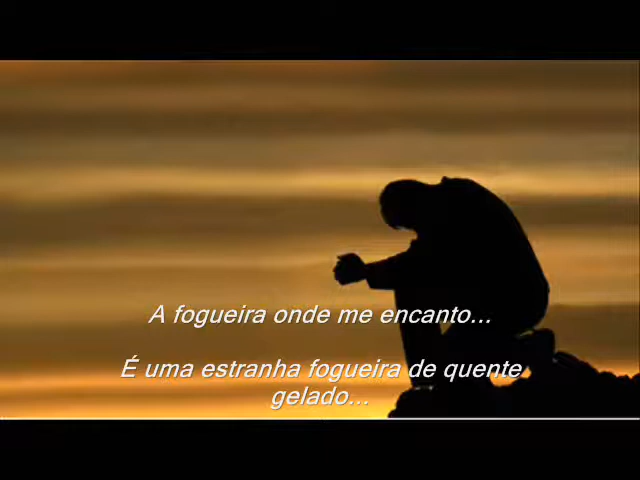 A fogueira onde me encanto...
É uma estranha fogueira de quente
gelado...